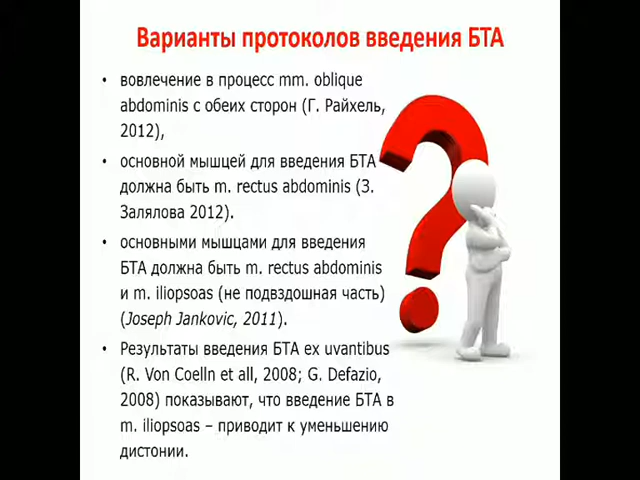 Варианты протоколов введения БТА
• вовлечение в процесс mm. oblique
abdominis с обеих сторон (Г. Райхель,
2012),
• основной мышцей для введения БТА
должна быть m. rectus abdominis (З.
Залялова 2012).
• основными мышцами для введения
БТА должна быть m. rectus abdominis
и m. iliopsoas (не подвздошная часть)
(Joseph Jankovic, 2011).
• Результаты введения БТА ex uvantibus
(R. Von Coelln et all, 2008; G. Defazio,
2008) показывают, что введение БТА в
m. iliopsoas – приводит к уменьшению
дистонии.